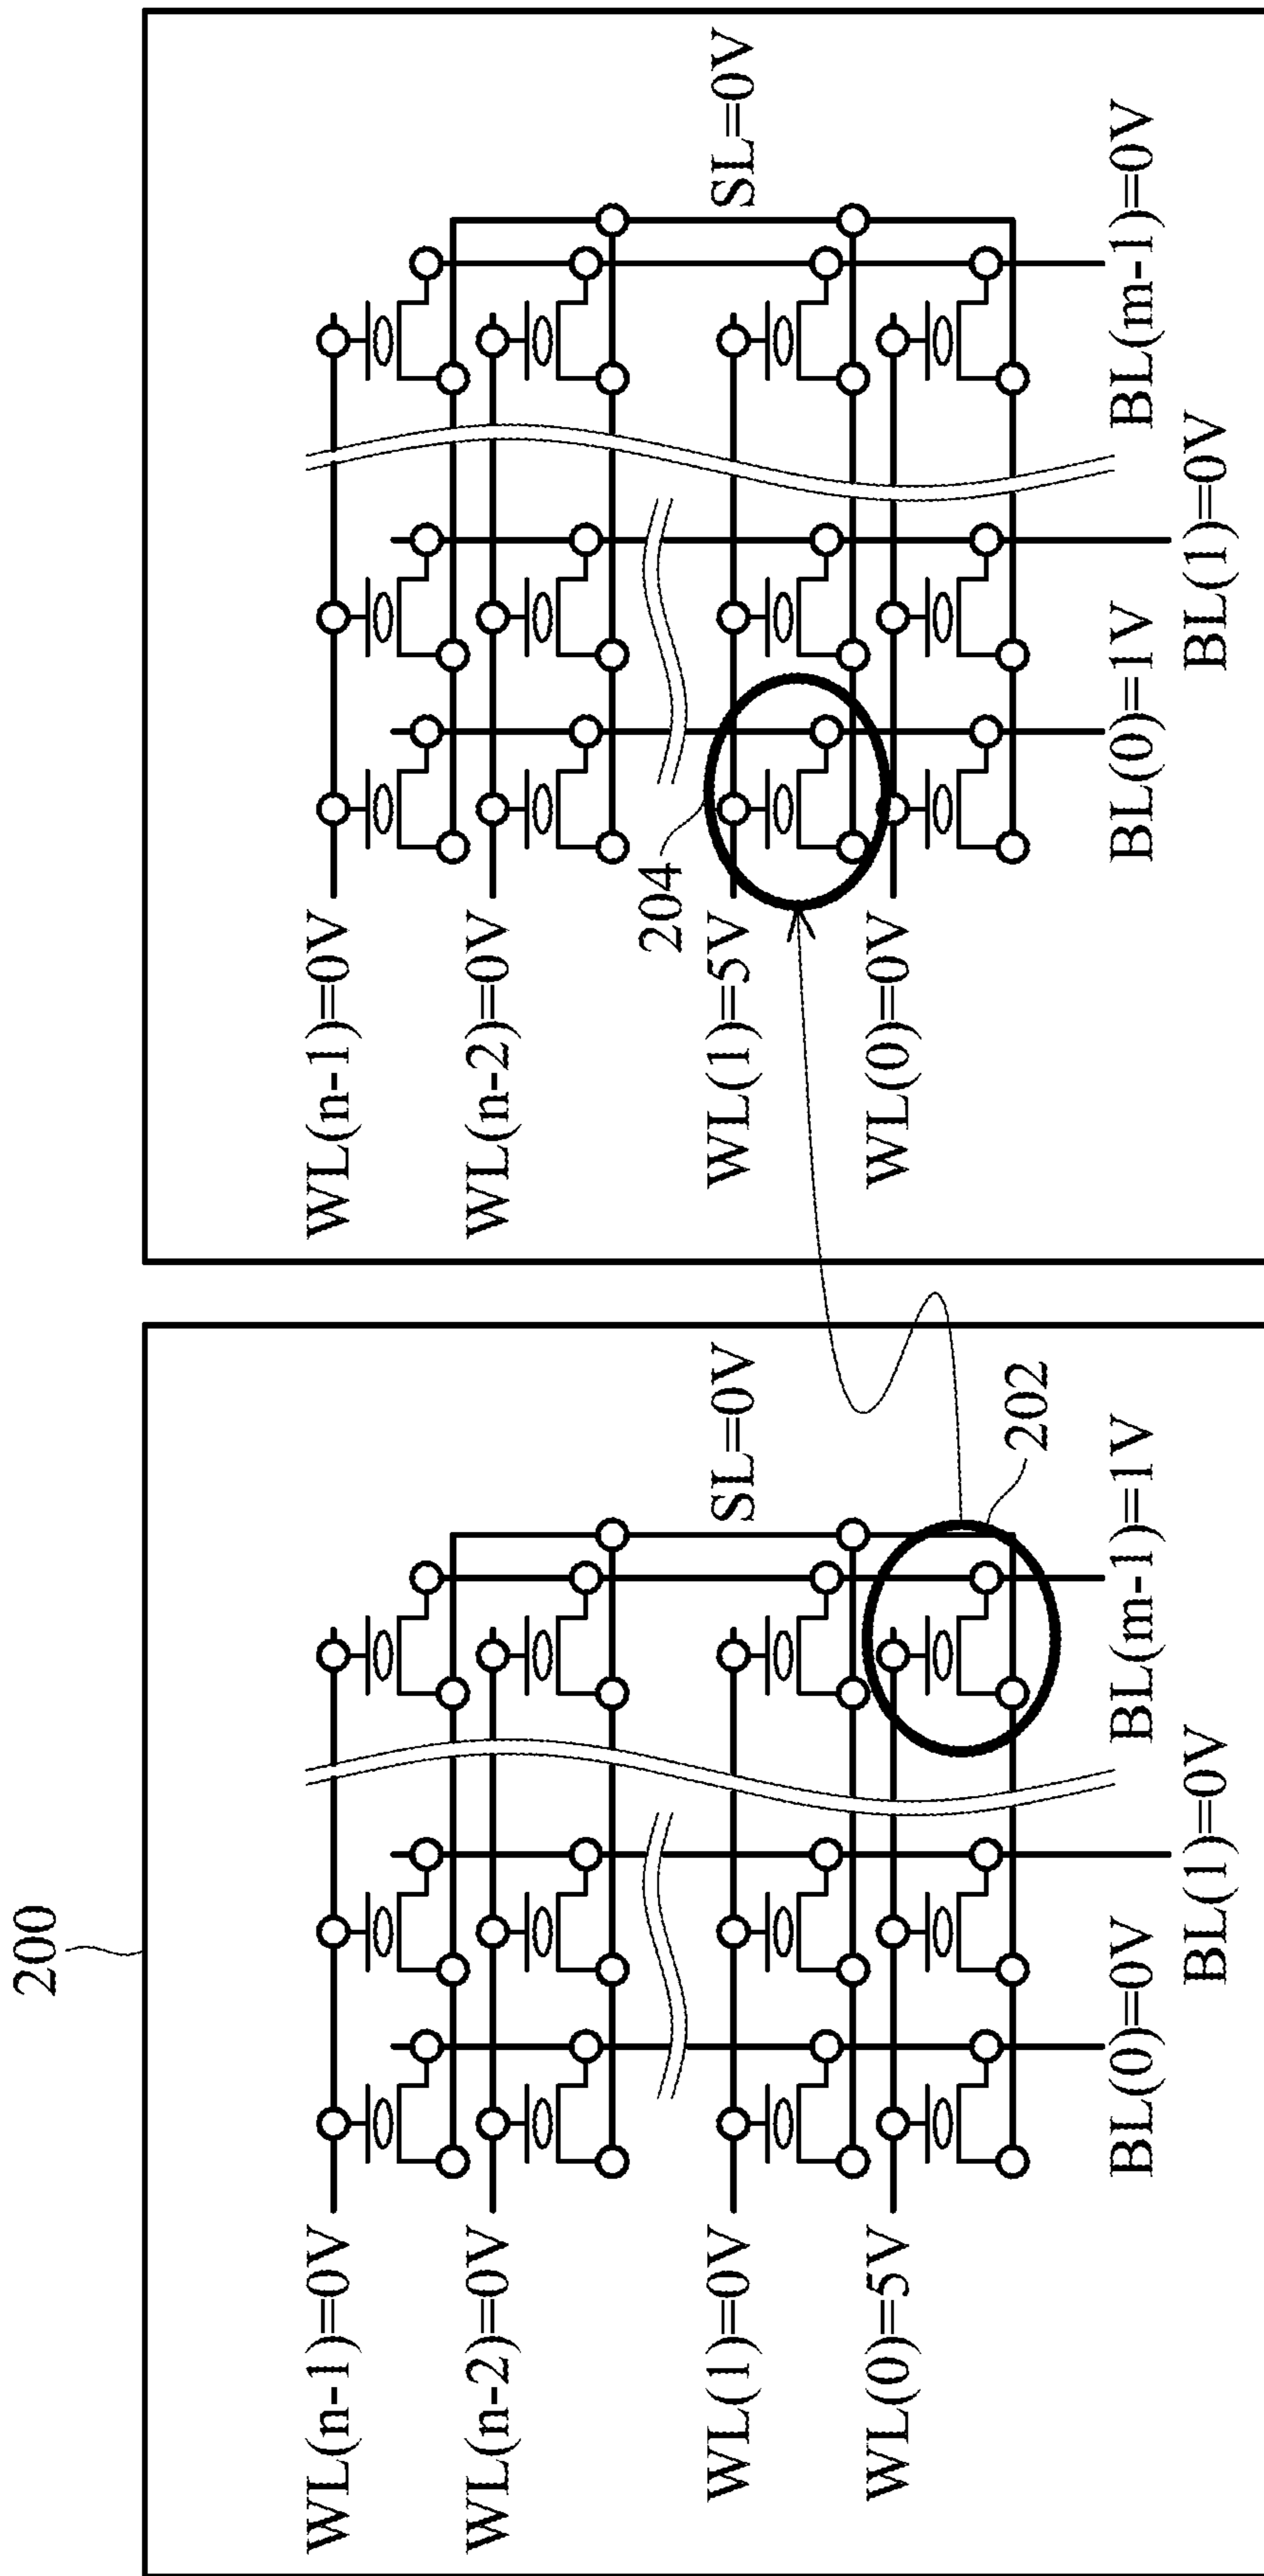 200
WL(n-1)=0V
WL(n-2)=0V
WL(1)=0V
WL(0)=5V
SL=0V
202
BL(0)=0V
BL(1)=0V
BL(m-1)=1V
WL(n-1)=0V
WL(n-2)=0V
204
WL(1)=5V
WL(0)=0V
SL=0V
BL(0)=1V
BL(1)=0V
BL(m-1)=0V